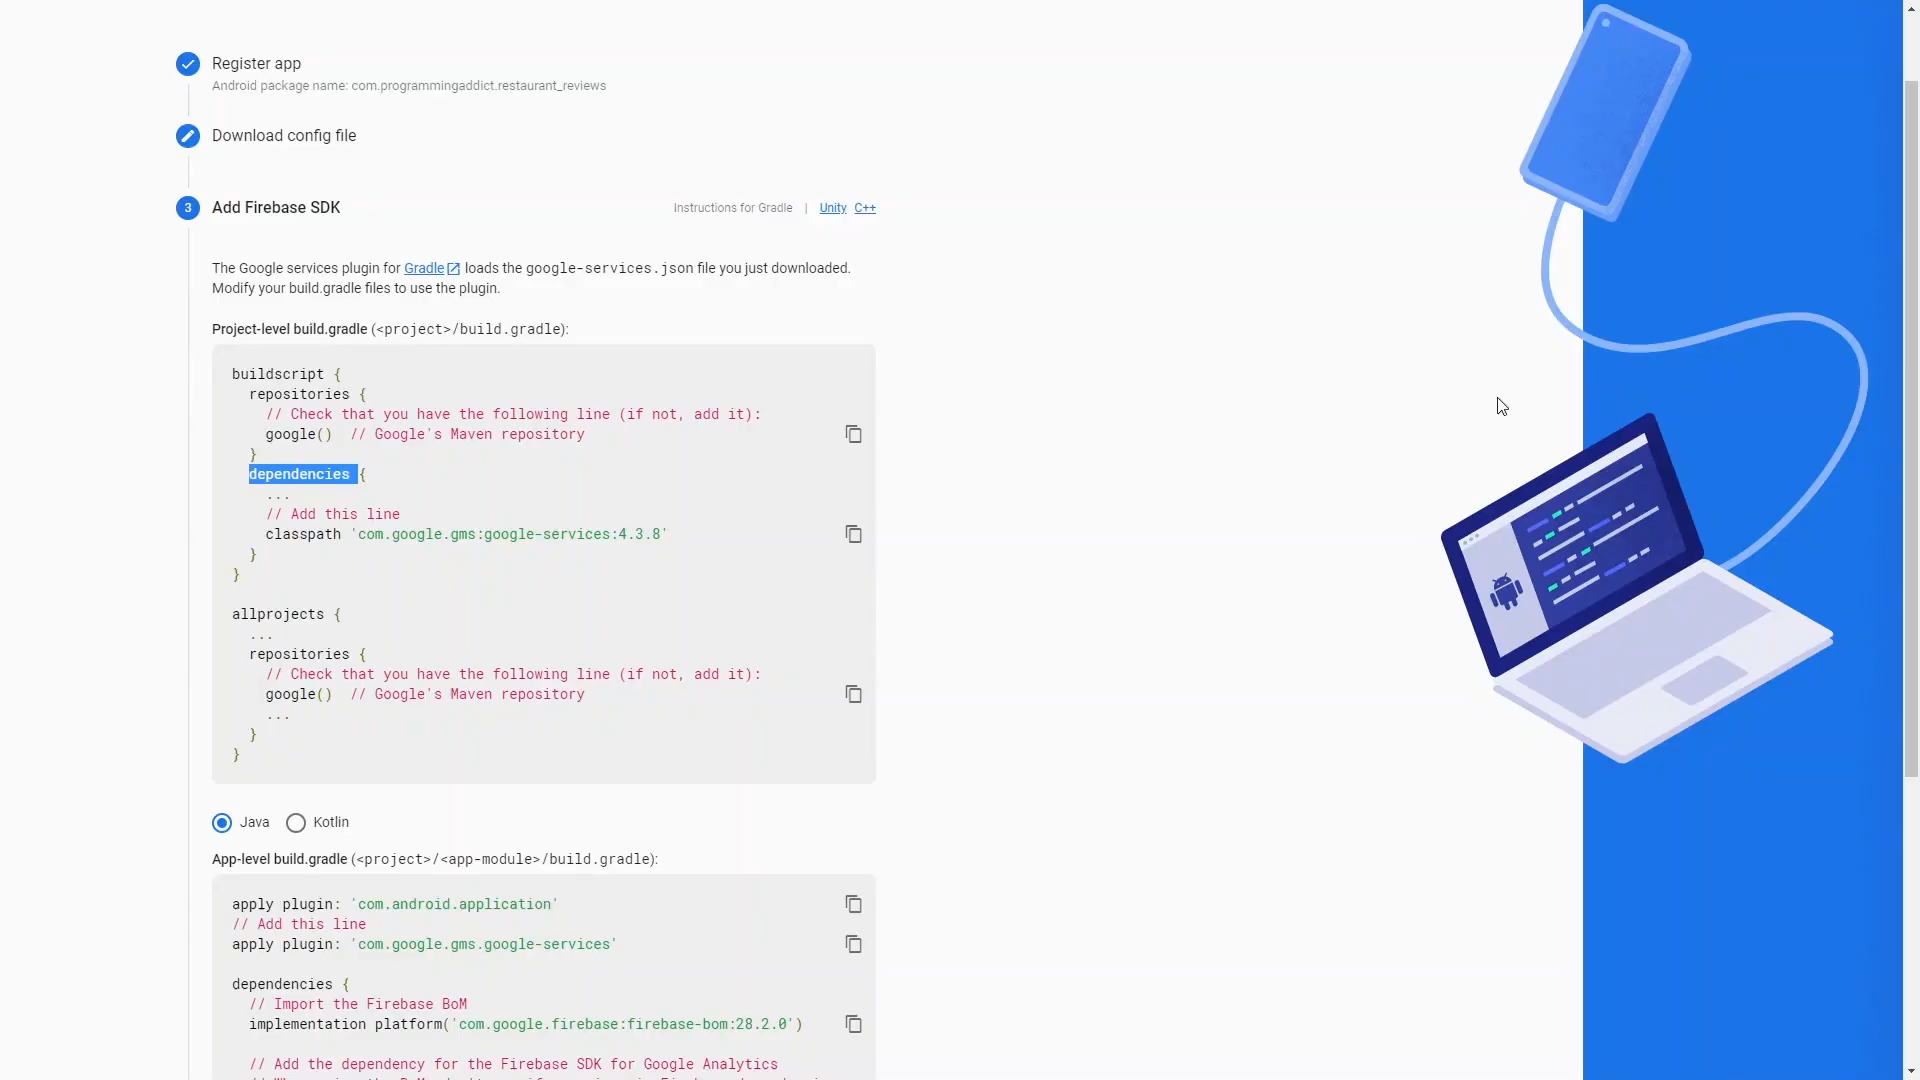 Register app
Android package name: com.programmingaddict.restaurant_reviews
Download config file
3 Add Firebase SDK Instructions for Gradle | Unity C++
The Google services plugin for Gradle loads the google-services.json file you just downloaded.
Modify your build.gradle files to use the plugin.
Project-level build.gradle (<project>/build.gradle):
buildscript {
repositories {
// Check that you have the following line (if not, add it):
google() // Google's Maven repository
}
dependencies {
...
// Add this line
classpath 'com.google.gms:google-services:4.3.8'
}
}
allprojects {
...
repositories {
// Check that you have the following line (if not, add it):
google() // Google's Maven repository
...
}
}
Java Kotlin
App-level build.gradle (<project>/<app-module>/build.gradle):
apply plugin: 'com.android.application'
// Add this line
apply plugin: 'com.google.gms.google-services'
dependencies {
// Import the Firebase BoM
implementation platform('com.google.firebase:firebase-bom:28.2.0')
// Add the dependency for the Firebase SDK for Google Analytics